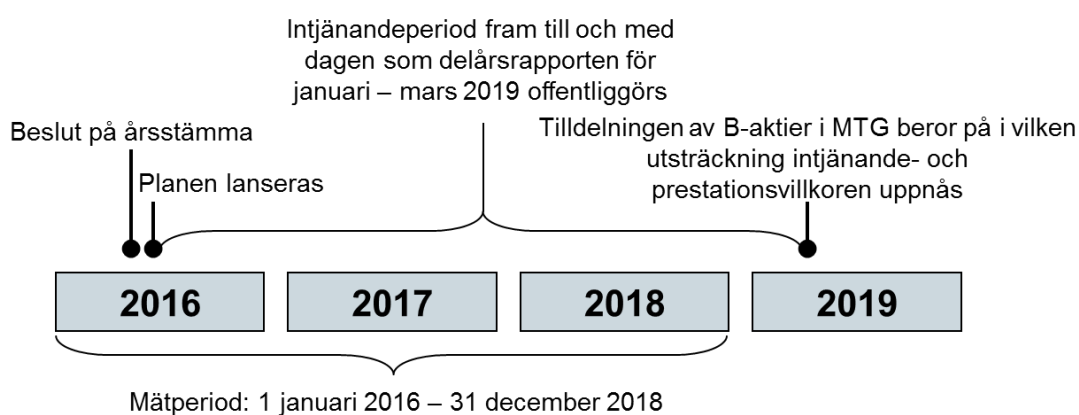 Intjänandeperiod fram till och med
dagen som delårsrapporten för
januari – mars 2019 offentliggörs
Beslut på årsstämma
Planen lanseras
Tilldelningen av B-aktier i MTG beror på i vilken
utsträckning intjänande- och
prestationsvillkoren uppnås
2016
2017
2018
2019
Mätperiod: 1 januari 2016 – 31 december 2018